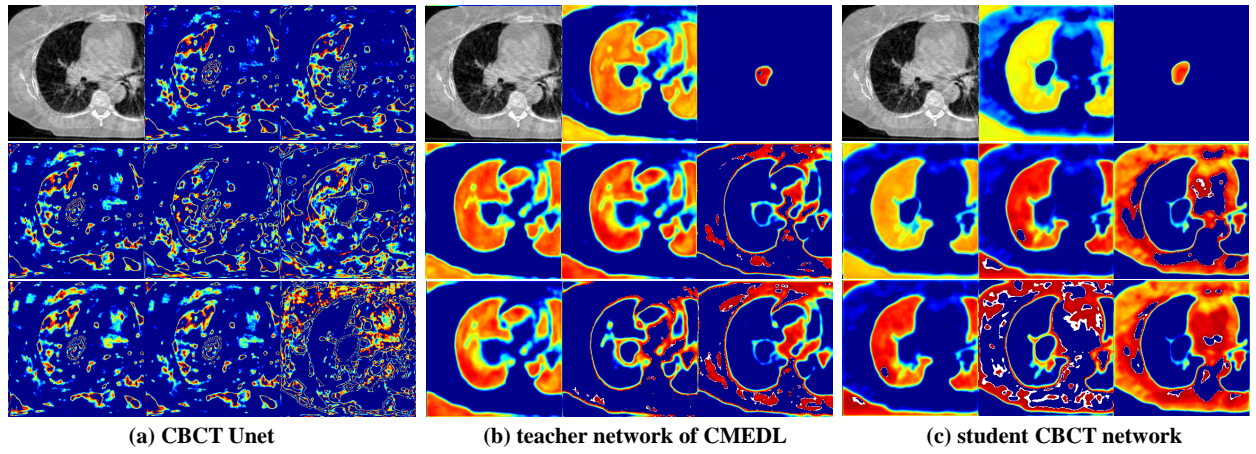 (a) CBCT Unet
(b) teacher network of CMEDL
(c) student CBCT network